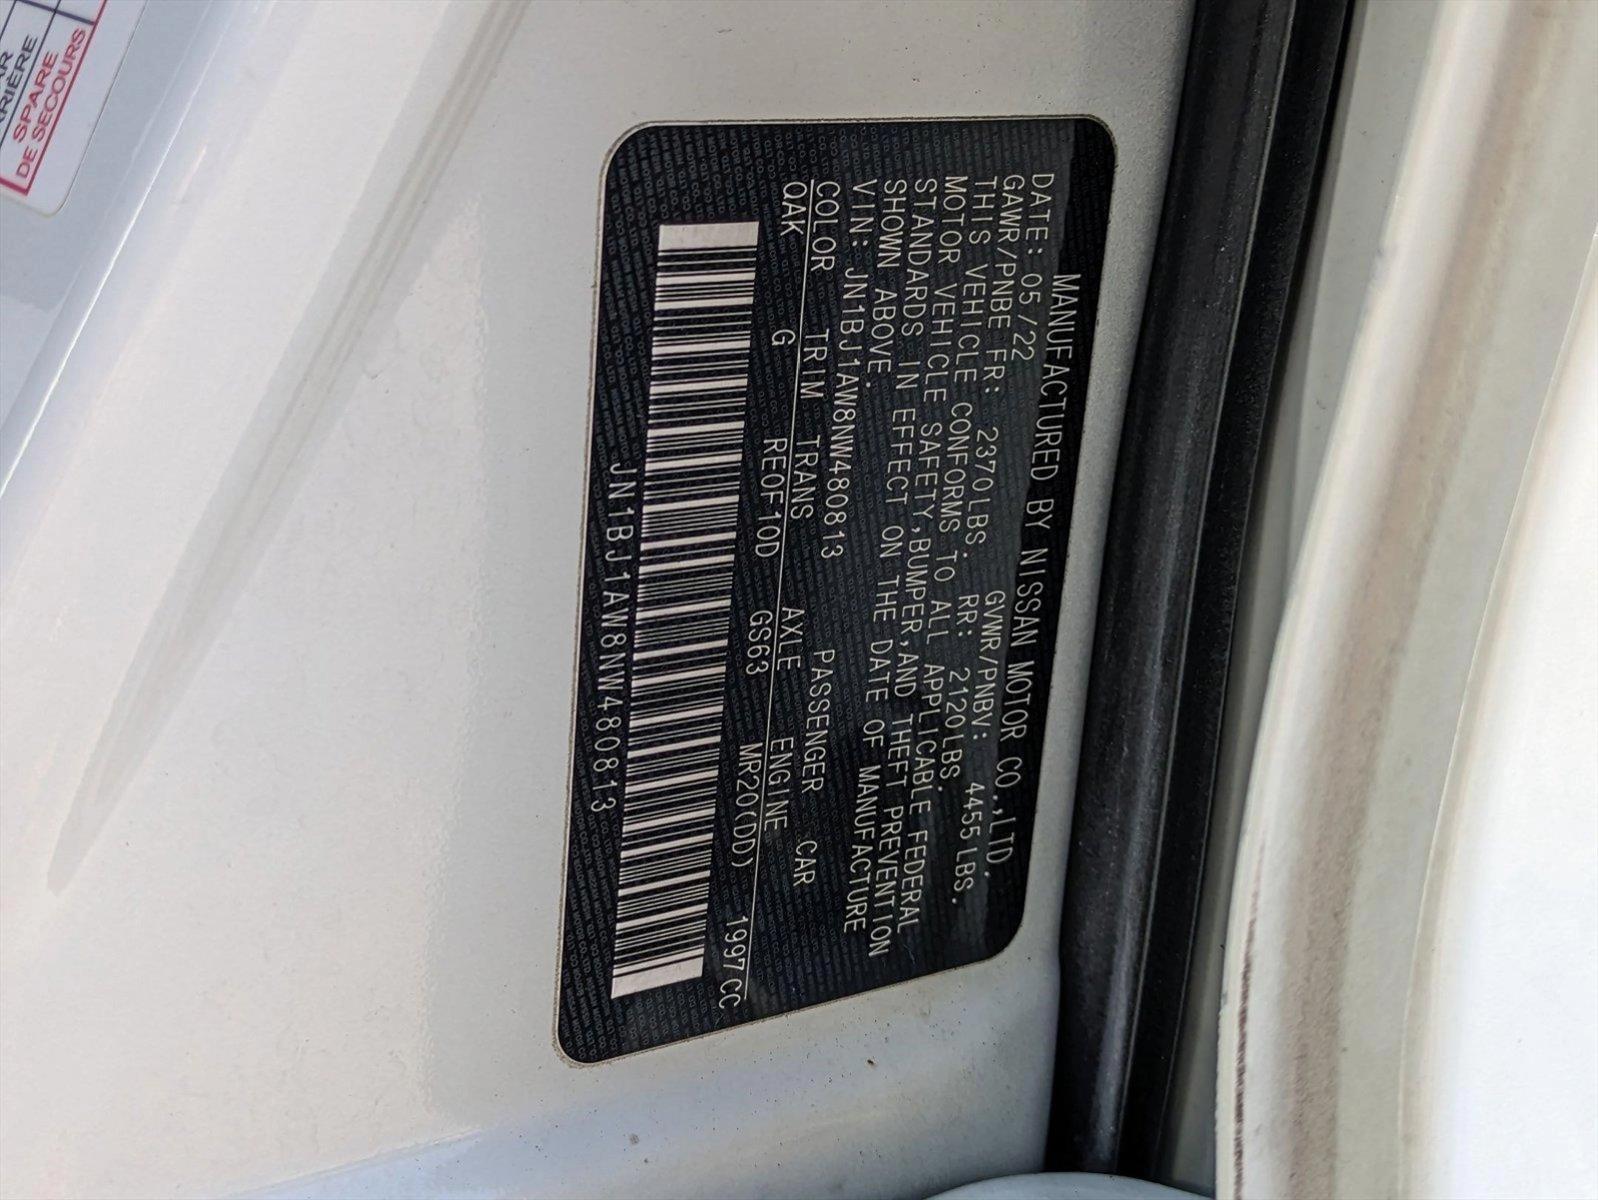 MANUFACTURED BY NISSAN MOTOR CO.,LTD.
DATE: 05/22 GVWR/PNBV: 4455LBS.
GAWR/PNBE FR: 2370LBS. RR: 2120LBS.
THIS VEHICLE CONFORMS TO ALL APPLICABLE FEDERAL
MOTOR VEHICLE SAFETY,BUMPER,AND THEFT PREVENTION
STANDARDS IN EFFECT ON THE DATE OF MANUFACTURE
SHOWN ABOVE.
VIN: JN1BJ1AW8NW480813 PASSENGER CAR
COLOR TRIM TRANS AXLE ENGINE
QAK G RE0F10D GS63 MR20(DD) 1997CC
JN1BJ1AW8NW480813
SPARE
DE SECOURS